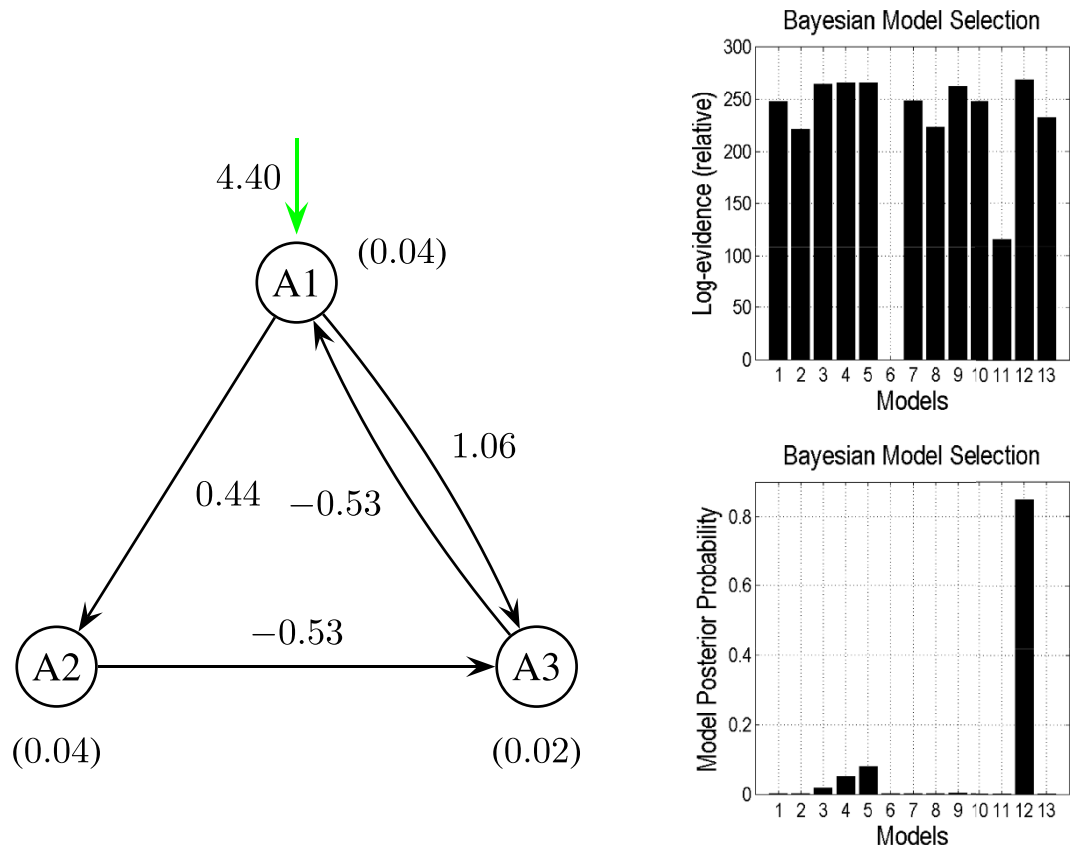 4.40
A1
(0.04)
1.06
0.44
−0.53
−0.53
A2
A3
(0.04)
(0.02)
Bayesian Model Selection
Log-evidence (relative)
300
250
200
150
100
50
0
1 2 3 4 5 6 7 8 9 10 11 12 13
Models
Bayesian Model Selection
Model Posterior Probability
0.8
0.6
0.4
0.2
0
1 2 3 4 5 6 7 8 9 10 11 12 13
Models